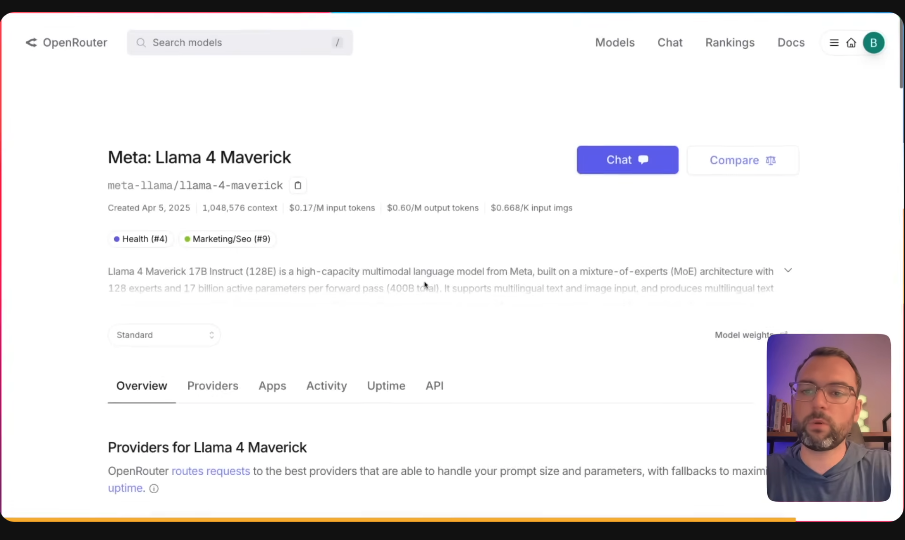 OpenRouter
Search models
/
Models
Chat
Rankings
Docs
B
Meta: Llama 4 Maverick
Chat
Compare
meta-llama/llama-4-maverick
Created Apr 5, 2025
1,048,576 context
$0.17/M input tokens
$0.60/M output tokens
$0.668/K input imgs
Health (#4)
Marketing/Seo (#9)
Llama 4 Maverick 17B Instruct (128E) is a high-capacity multimodal language model from Meta, built on a mixture-of-experts (MoE) architecture with
128 experts and 17 billion active parameters per forward pass (400B total). It supports multilingual text and image input, and produces multilingual text
Standard
Model weights
Overview
Providers
Apps
Activity
Uptime
API
Providers for Llama 4 Maverick
OpenRouter routes requests to the best providers that are able to handle your prompt size and parameters, with fallbacks to
uptime.